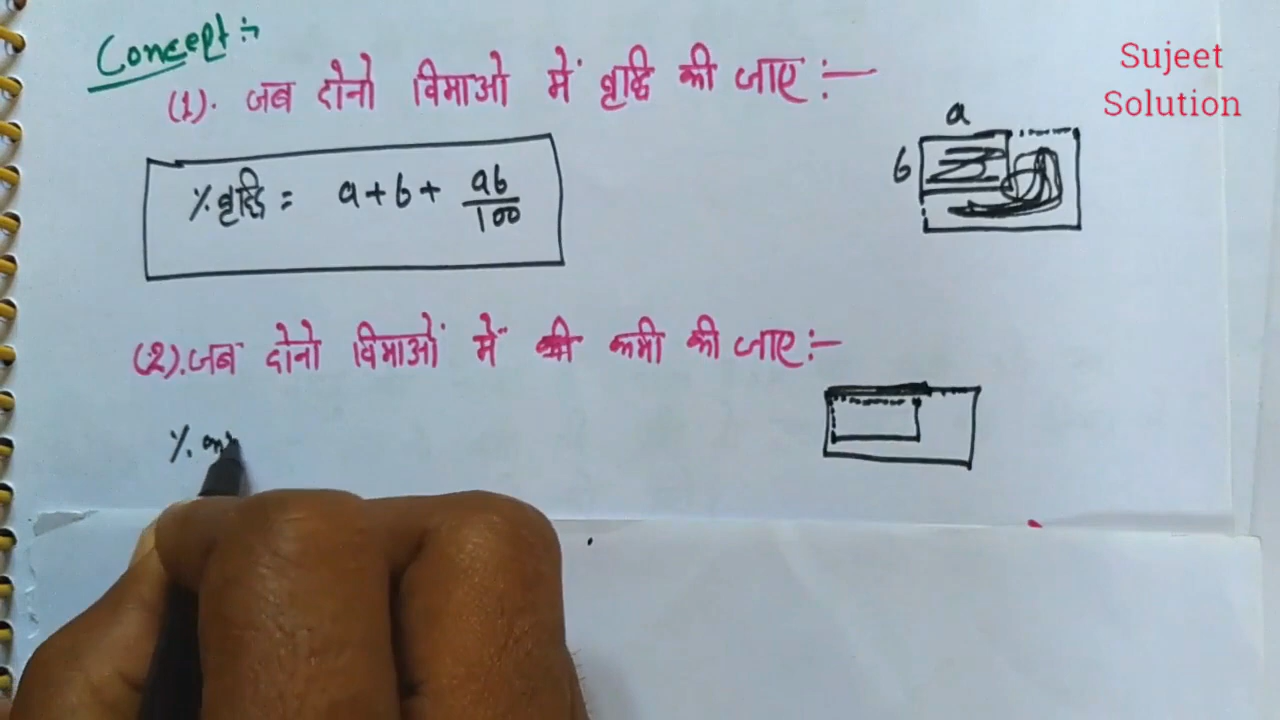 Concept :-
Sujeet
Solution
(1). जब दोनो विमाओ में वृद्धि की जाए :—
a
b
% वृद्धि = a + b + ab/100
(2). जब दोनो विमाओं में कमी की जाए :—
%